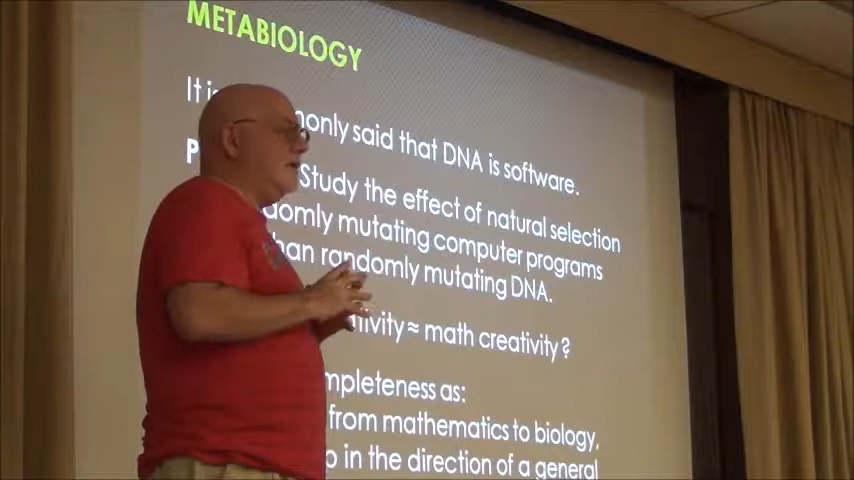 METABIOLOGY
It is monly said that DNA is software.
Study the effect of natural selection
domly mutating computer programs
han randomly mutating DNA.
tivity ≈ math creativity?
mpleteness as:
from mathematics to biology,
p in the direction of a general